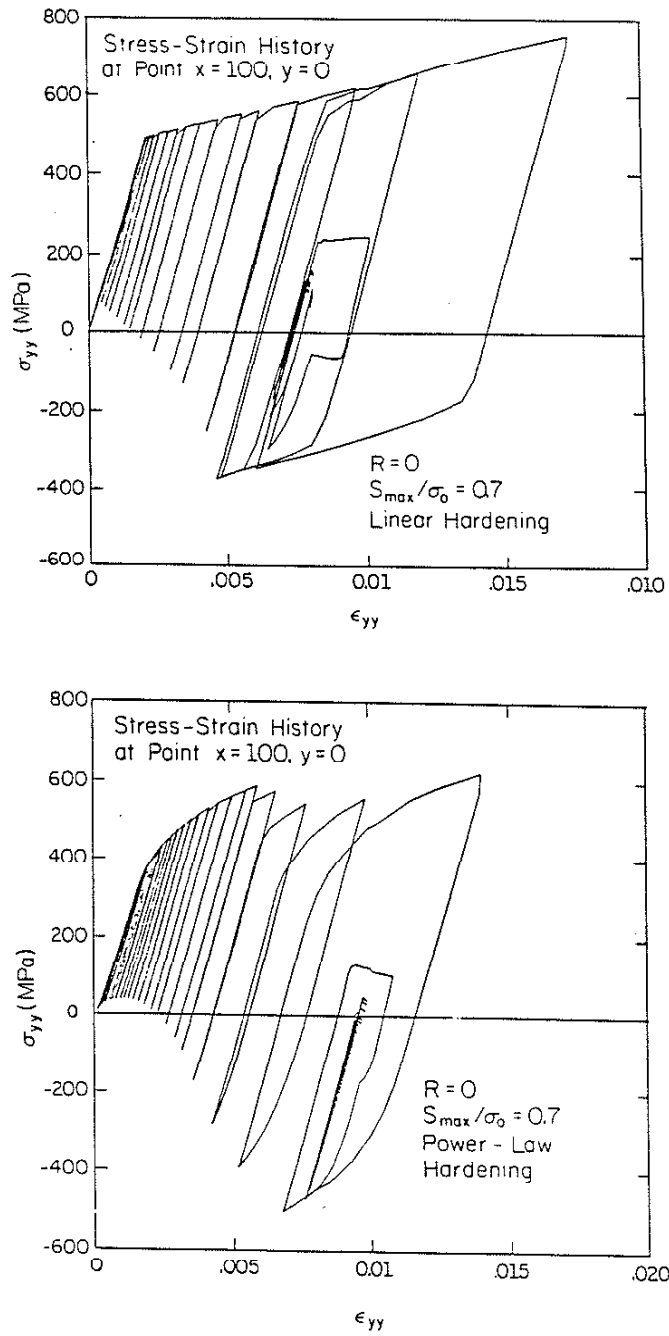 800
Stress-Strain History
at Point x = 100, y = 0
600
400
200
0
-200
-400
-600
σyy (MPa)
R = 0
Smax/σo = 0.7
Linear Hardening
0 .005 0.01 .015 .010
εyy
800
Stress-Strain History
at Point x = 100, y = 0
600
400
200
0
-200
-400
-600
σyy (MPa)
R = 0
Smax/σo = 0.7
Power - Law
Hardening
0 .005 0.01 .015 0.020
εyy